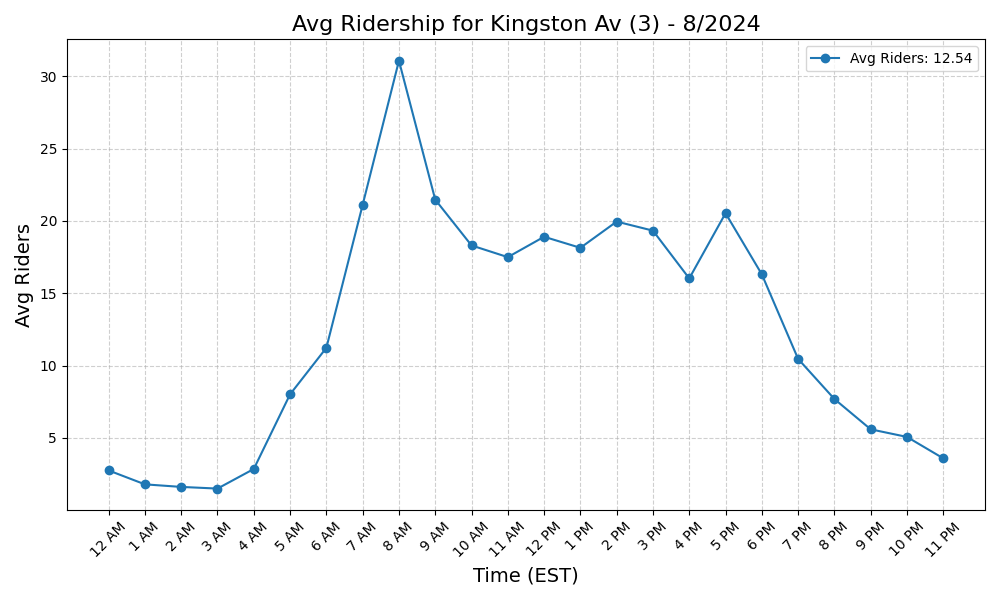 Avg Ridership for Kingston Av (3) - 8/2024
Avg Riders: 12.54
Avg Riders
30
25
20
15
10
5
12 AM
1 AM
2 AM
3 AM
4 AM
5 AM
6 AM
7 AM
8 AM
9 AM
10 AM
11 AM
12 PM
1 PM
2 PM
3 PM
4 PM
5 PM
6 PM
7 PM
8 PM
9 PM
10 PM
11 PM
Time (EST)